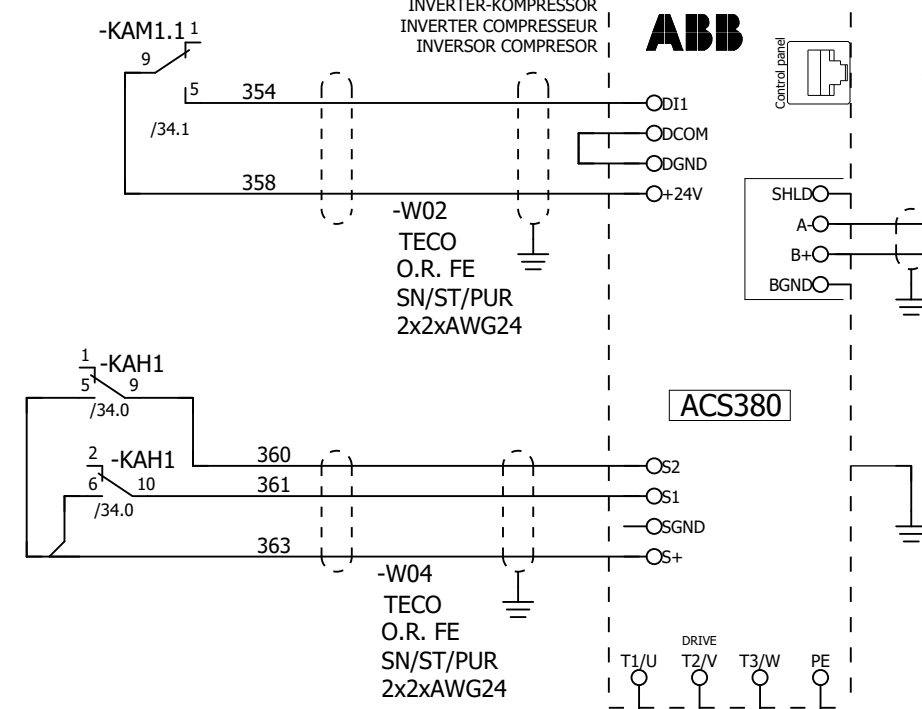 INVERTER-KOMPRESSOR
INVERTER COMPRESSEUR
INVERSOR COMPRESOR
ABB
Control panel
-KAM1.1
1
9
5
354
/34.1
358
DI1
DCOM
DGND
+24V
SHLD
A-
B+
BGND
-W02
TECO
O.R. FE
SN/ST/PUR
2x2xAWG24
1
-KAH1
5
9
/34.0
ACS380
2
-KAH1
6
10
/34.0
360
361
363
S2
S1
SGND
S+
-W04
TECO
O.R. FE
SN/ST/PUR
2x2xAWG24
DRIVE
T1/U
T2/V
T3/W
PE